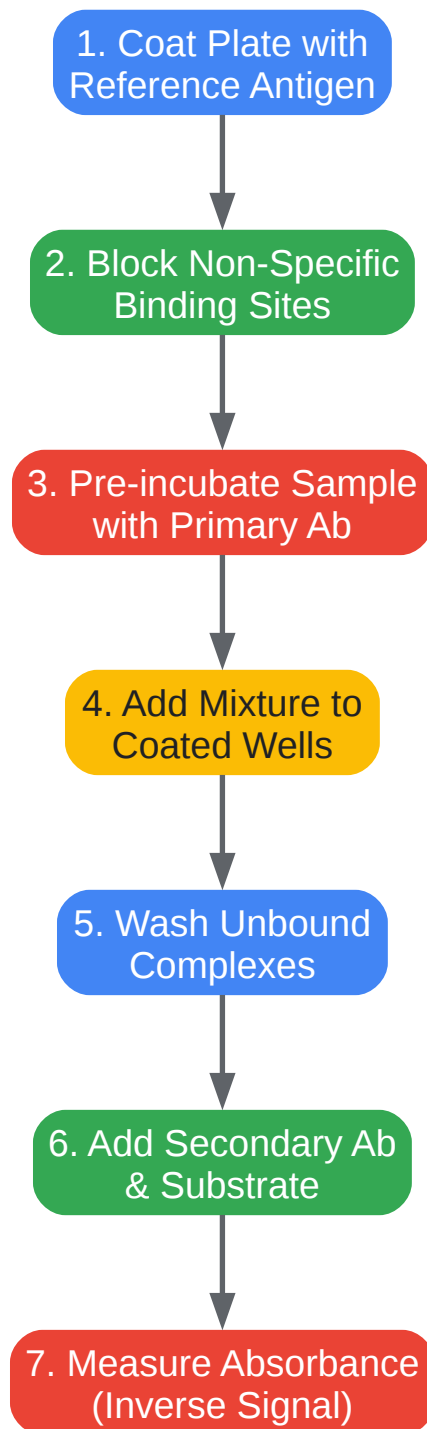 1. Coat Plate with
Reference Antigen
2. Block Non-Specific
Binding Sites
3. Pre-incubate Sample
with Primary Ab
4. Add Mixture to
Coated Wells
5. Wash Unbound
Complexes
6. Add Secondary Ab
& Substrate
7. Measure Absorbance
(Inverse Signal)